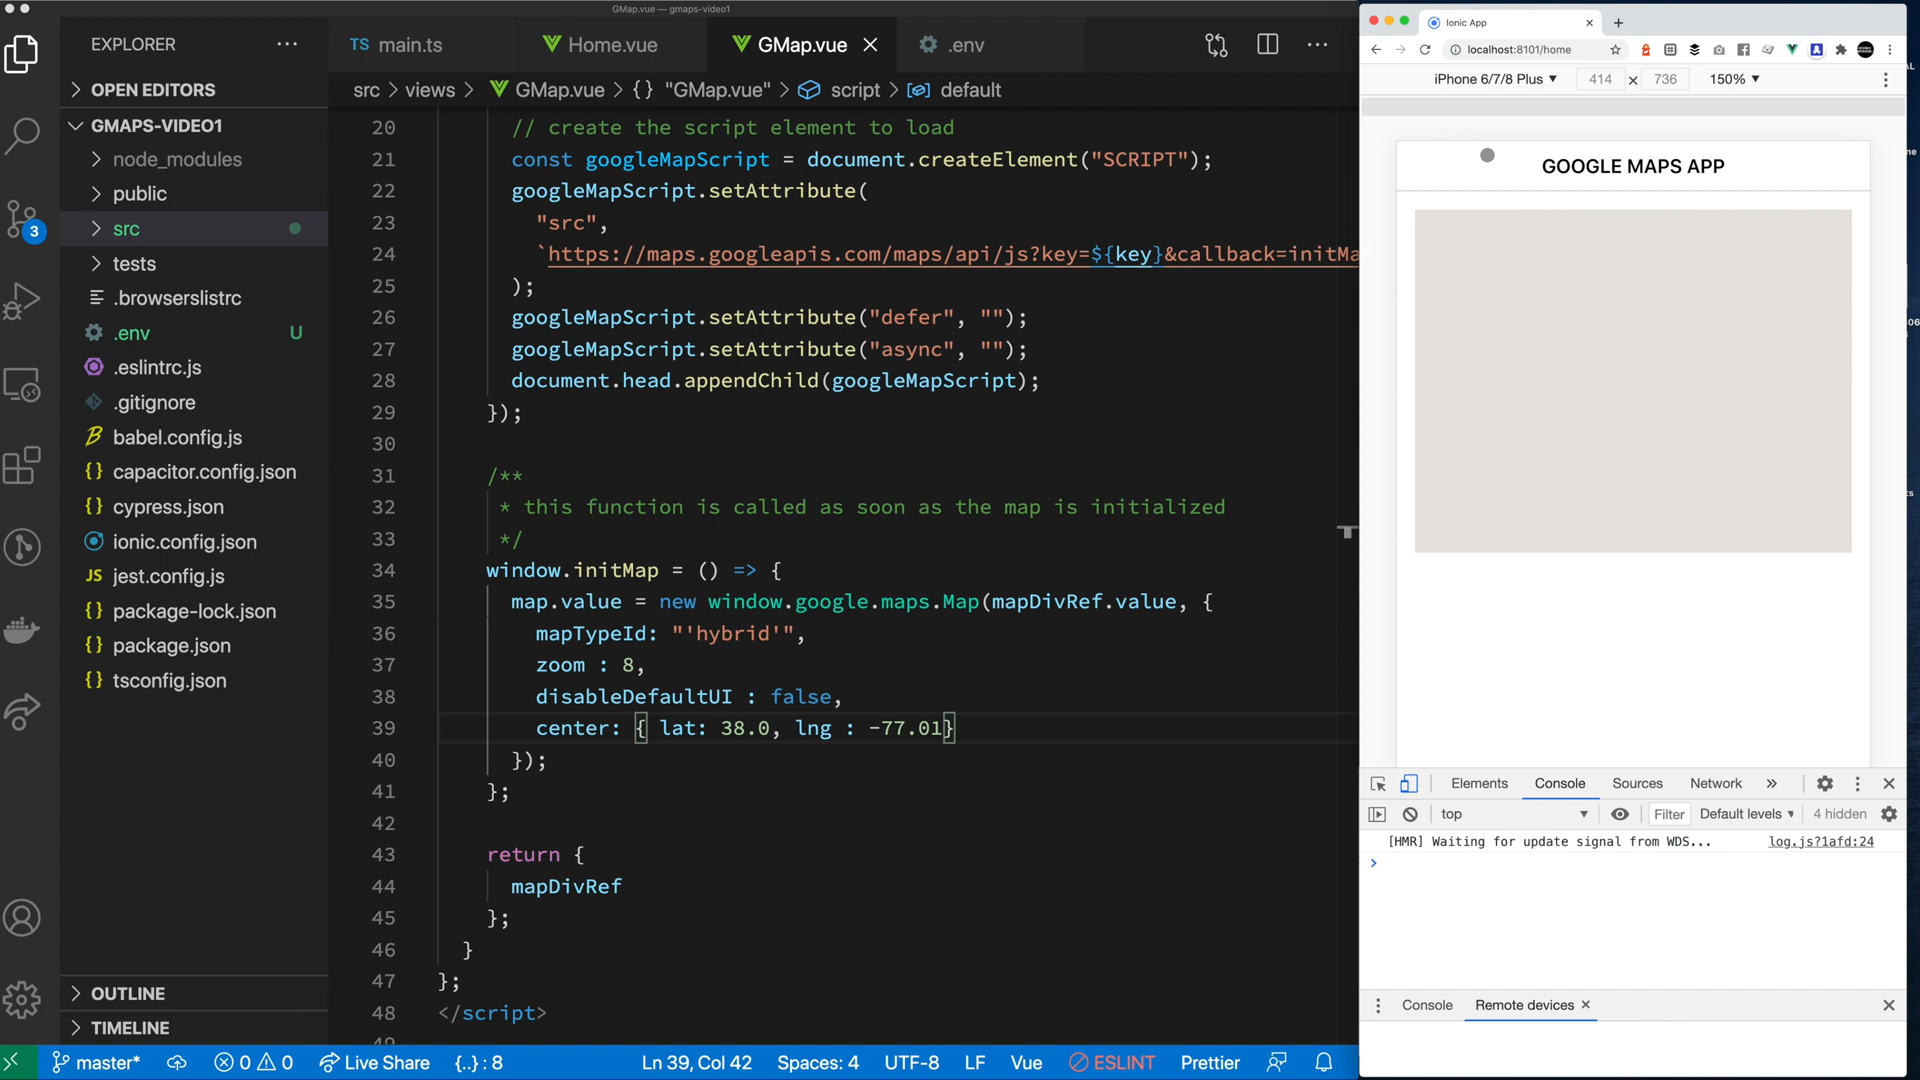 GMap.vue — gmaps-video1
EXPLORER
OPEN EDITORS
GMAPS-VIDEO1
node_modules
public
src
tests
.browserslistrc
.env U
.eslintrc.js
.gitignore
babel.config.js
capacitor.config.json
cypress.json
ionic.config.json
jest.config.js
package-lock.json
package.json
tsconfig.json
OUTLINE
TIMELINE
3
TS main.ts
Home.vue
GMap.vue
.env
src > views > GMap.vue > {} "GMap.vue" > script > default
20 // create the script element to load
21 const googleMapScript = document.createElement("SCRIPT");
22 googleMapScript.setAttribute(
23 "src",
24 `https://maps.googleapis.com/maps/api/js?key=${key}&callback=initMa
25 );
26 googleMapScript.setAttribute("defer", "");
27 googleMapScript.setAttribute("async", "");
28 document.head.appendChild(googleMapScript);
29 });
30
31 /**
32 * this function is called as soon as the map is initialized
33 */
34 window.initMap = () => {
35 map.value = new window.google.maps.Map(mapDivRef.value, {
36 mapTypeId: "'hybrid'",
37 zoom : 8,
38 disableDefaultUI : false,
39 center: { lat: 38.0, lng : -77.01}
40 });
41 };
42
43 return {
44 mapDivRef
45 };
46 }
47 };
48 </script>
master* 0 0 Live Share {..} : 8 Ln 39, Col 42 Spaces: 4 UTF-8 LF Vue ESLINT Prettier
Ionic App
localhost:8101/home
iPhone 6/7/8 Plus ▼ 414 × 736 150% ▼
GOOGLE MAPS APP
Elements Console Sources Network »
top ▼ Filter Default levels ▼ 4 hidden
[HMR] Waiting for update signal from WDS... log.js?1afd:24
>
Console Remote devices ×